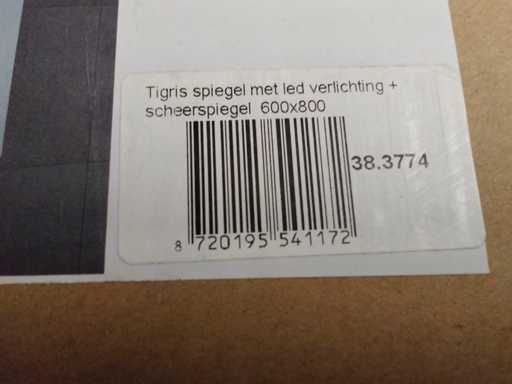 Tigris spiegel met led verlichting +
scheerspiegel 600x800
38.3774
8 720195 541172